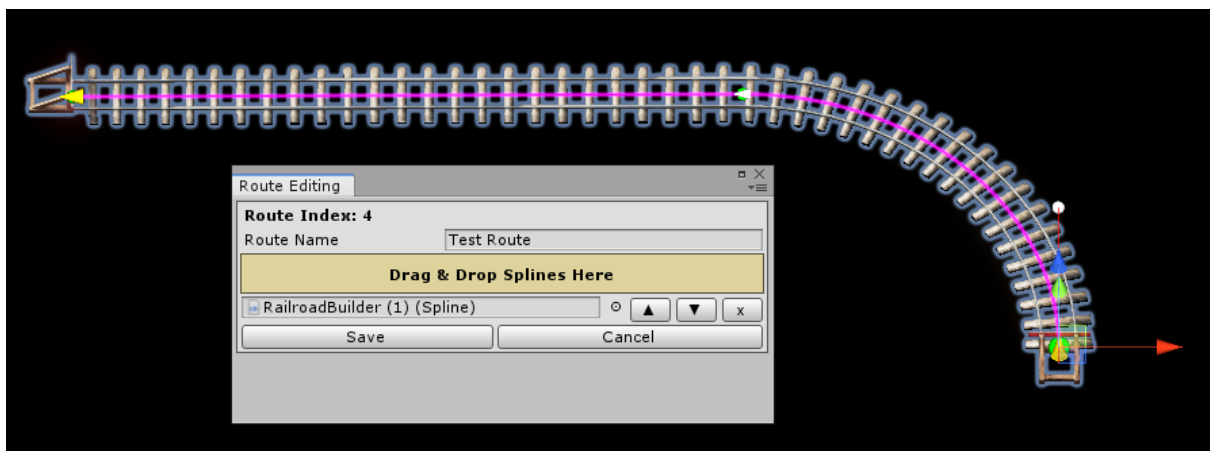 Route Editing
Route Index: 4
Route Name Test Route
Drag & Drop Splines Here
RailroadBuilder (1) (Spline) ▲ ▼ x
Save Cancel